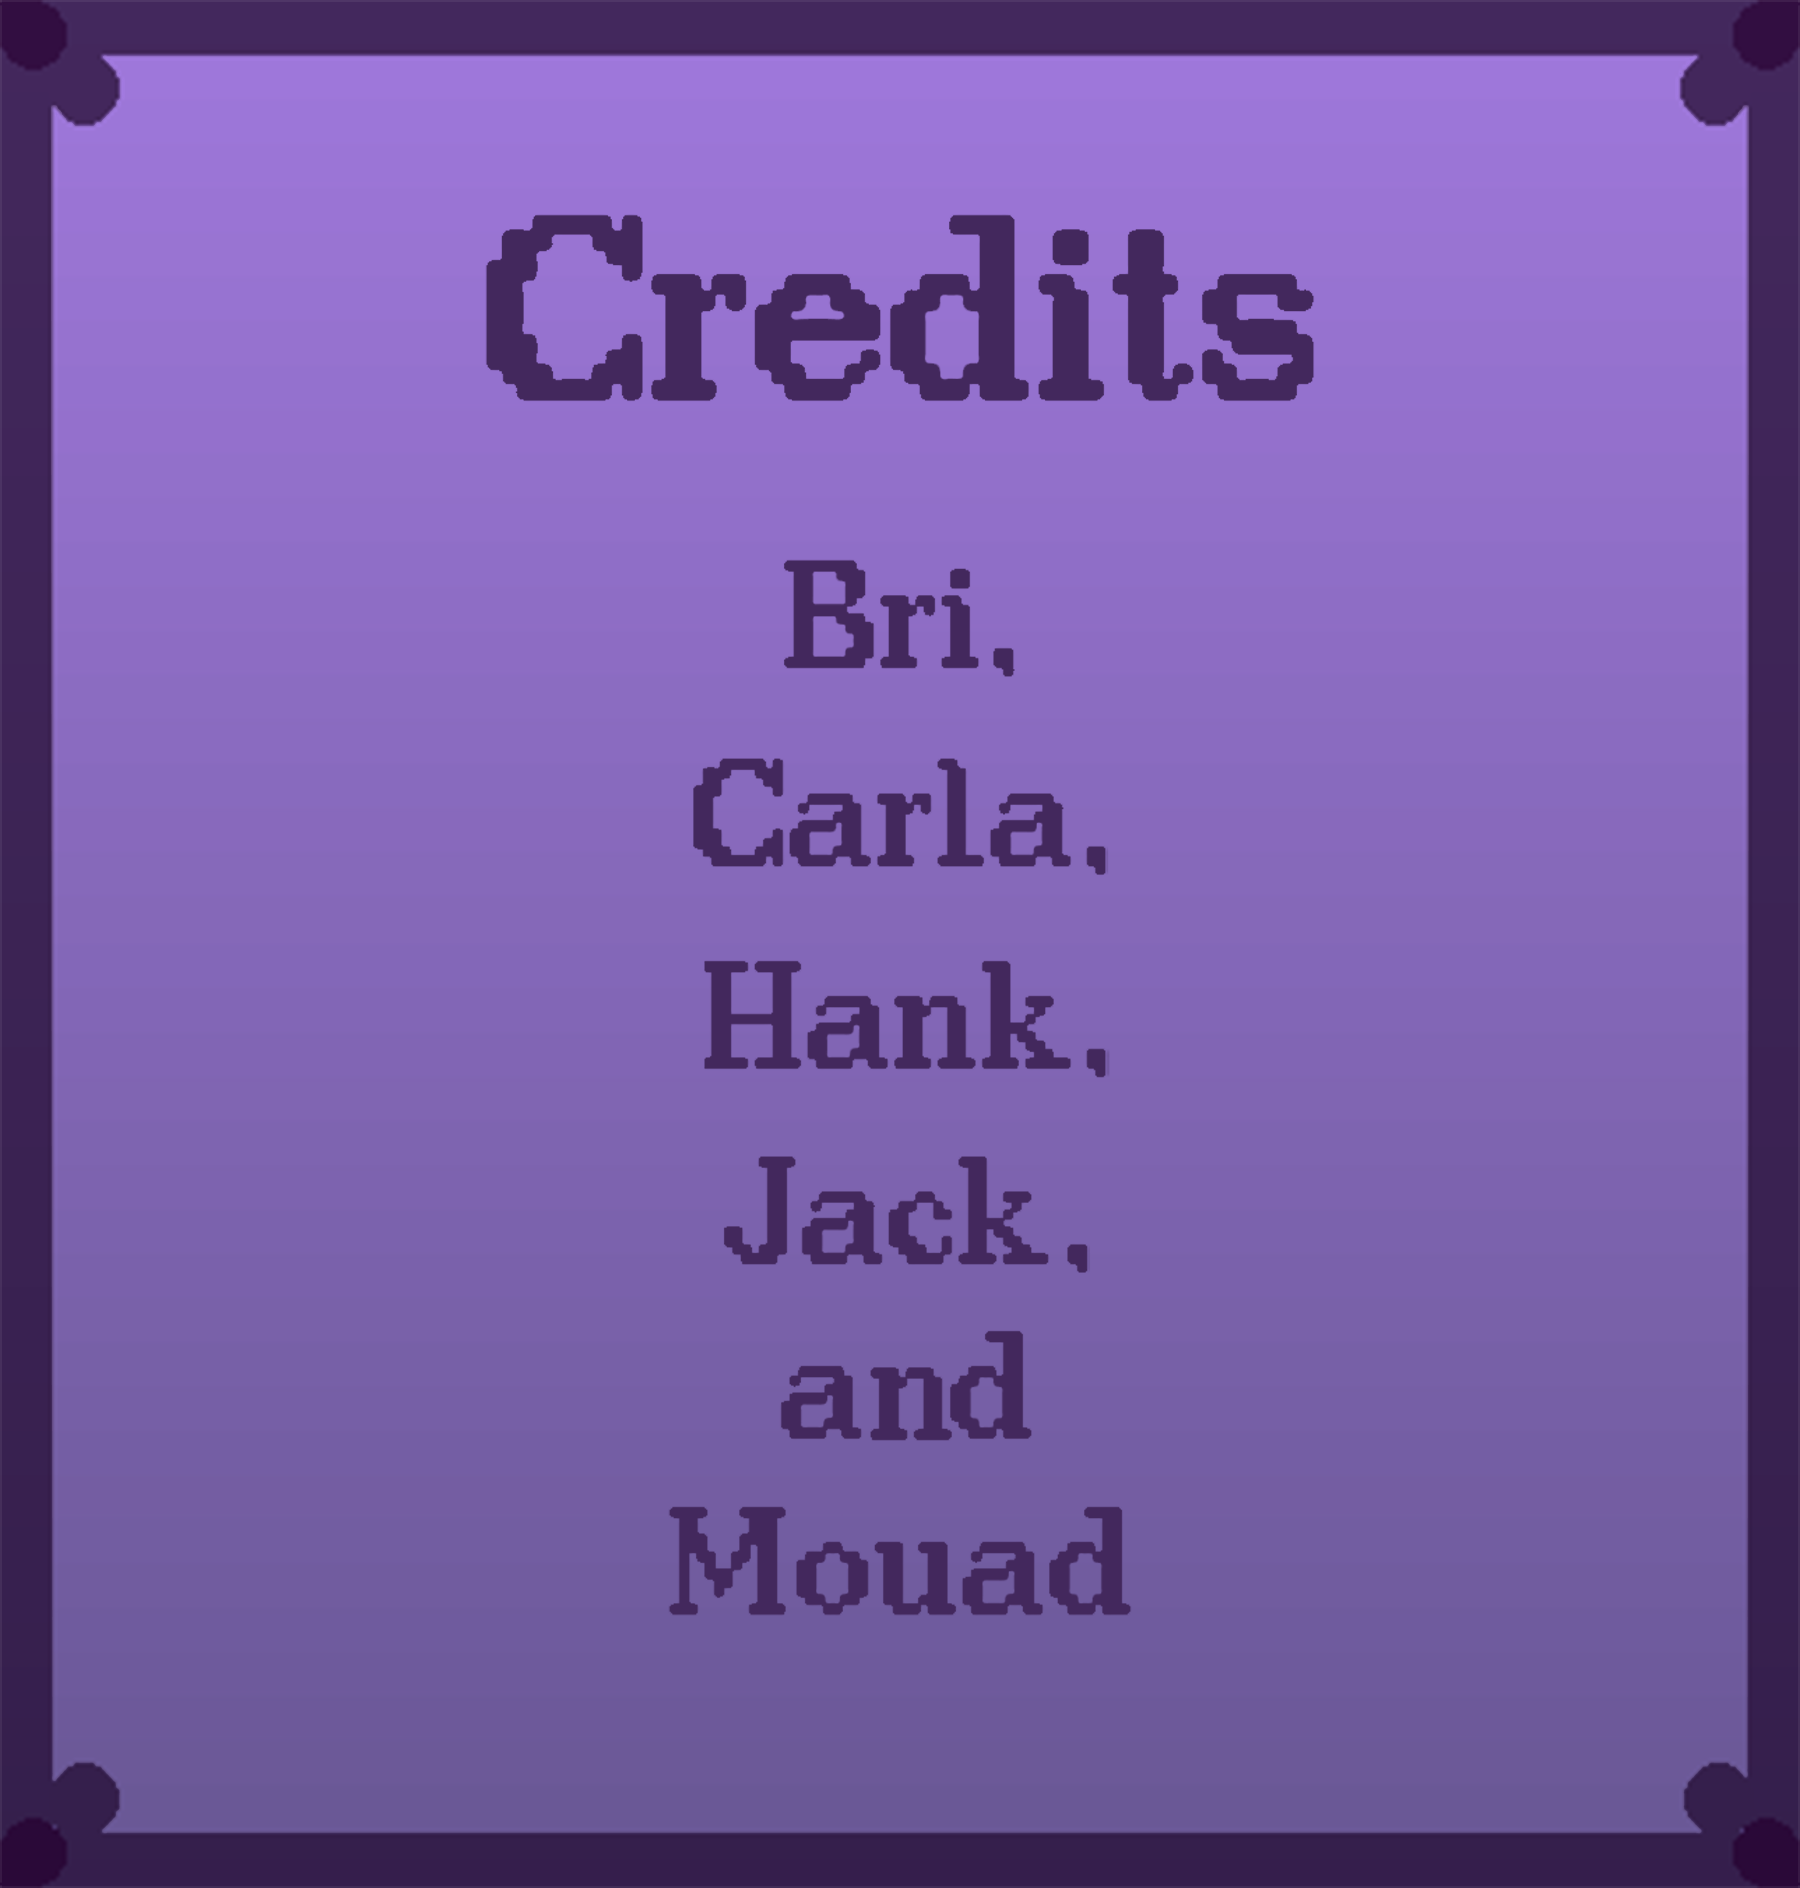 Credits
Bri,
Carla,
Hank,
Jack,
and
Mouad